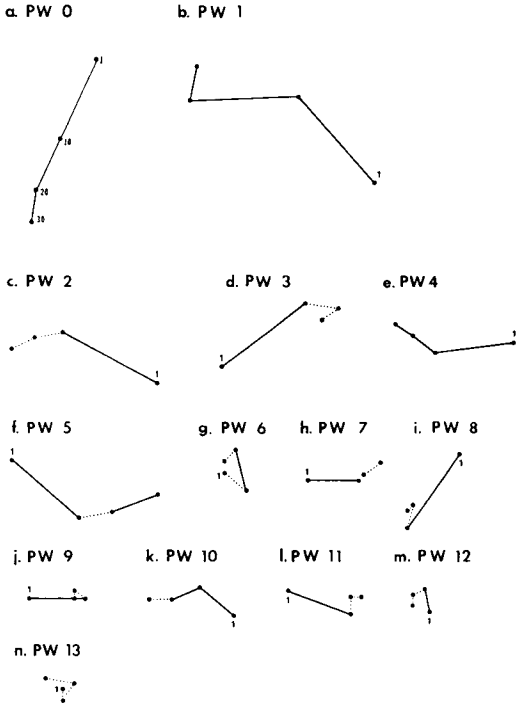 a. PW 0
b. PW 1
1
10
20
30
1
c. PW 2
d. PW 3
e. PW4
1
1
1
f. PW 5
g. PW 6
h. PW 7
i. PW 8
1
1
1
1
j. PW 9
k. PW 10
l. PW 11
m. PW 12
1
1
1
1
n. PW 13
1